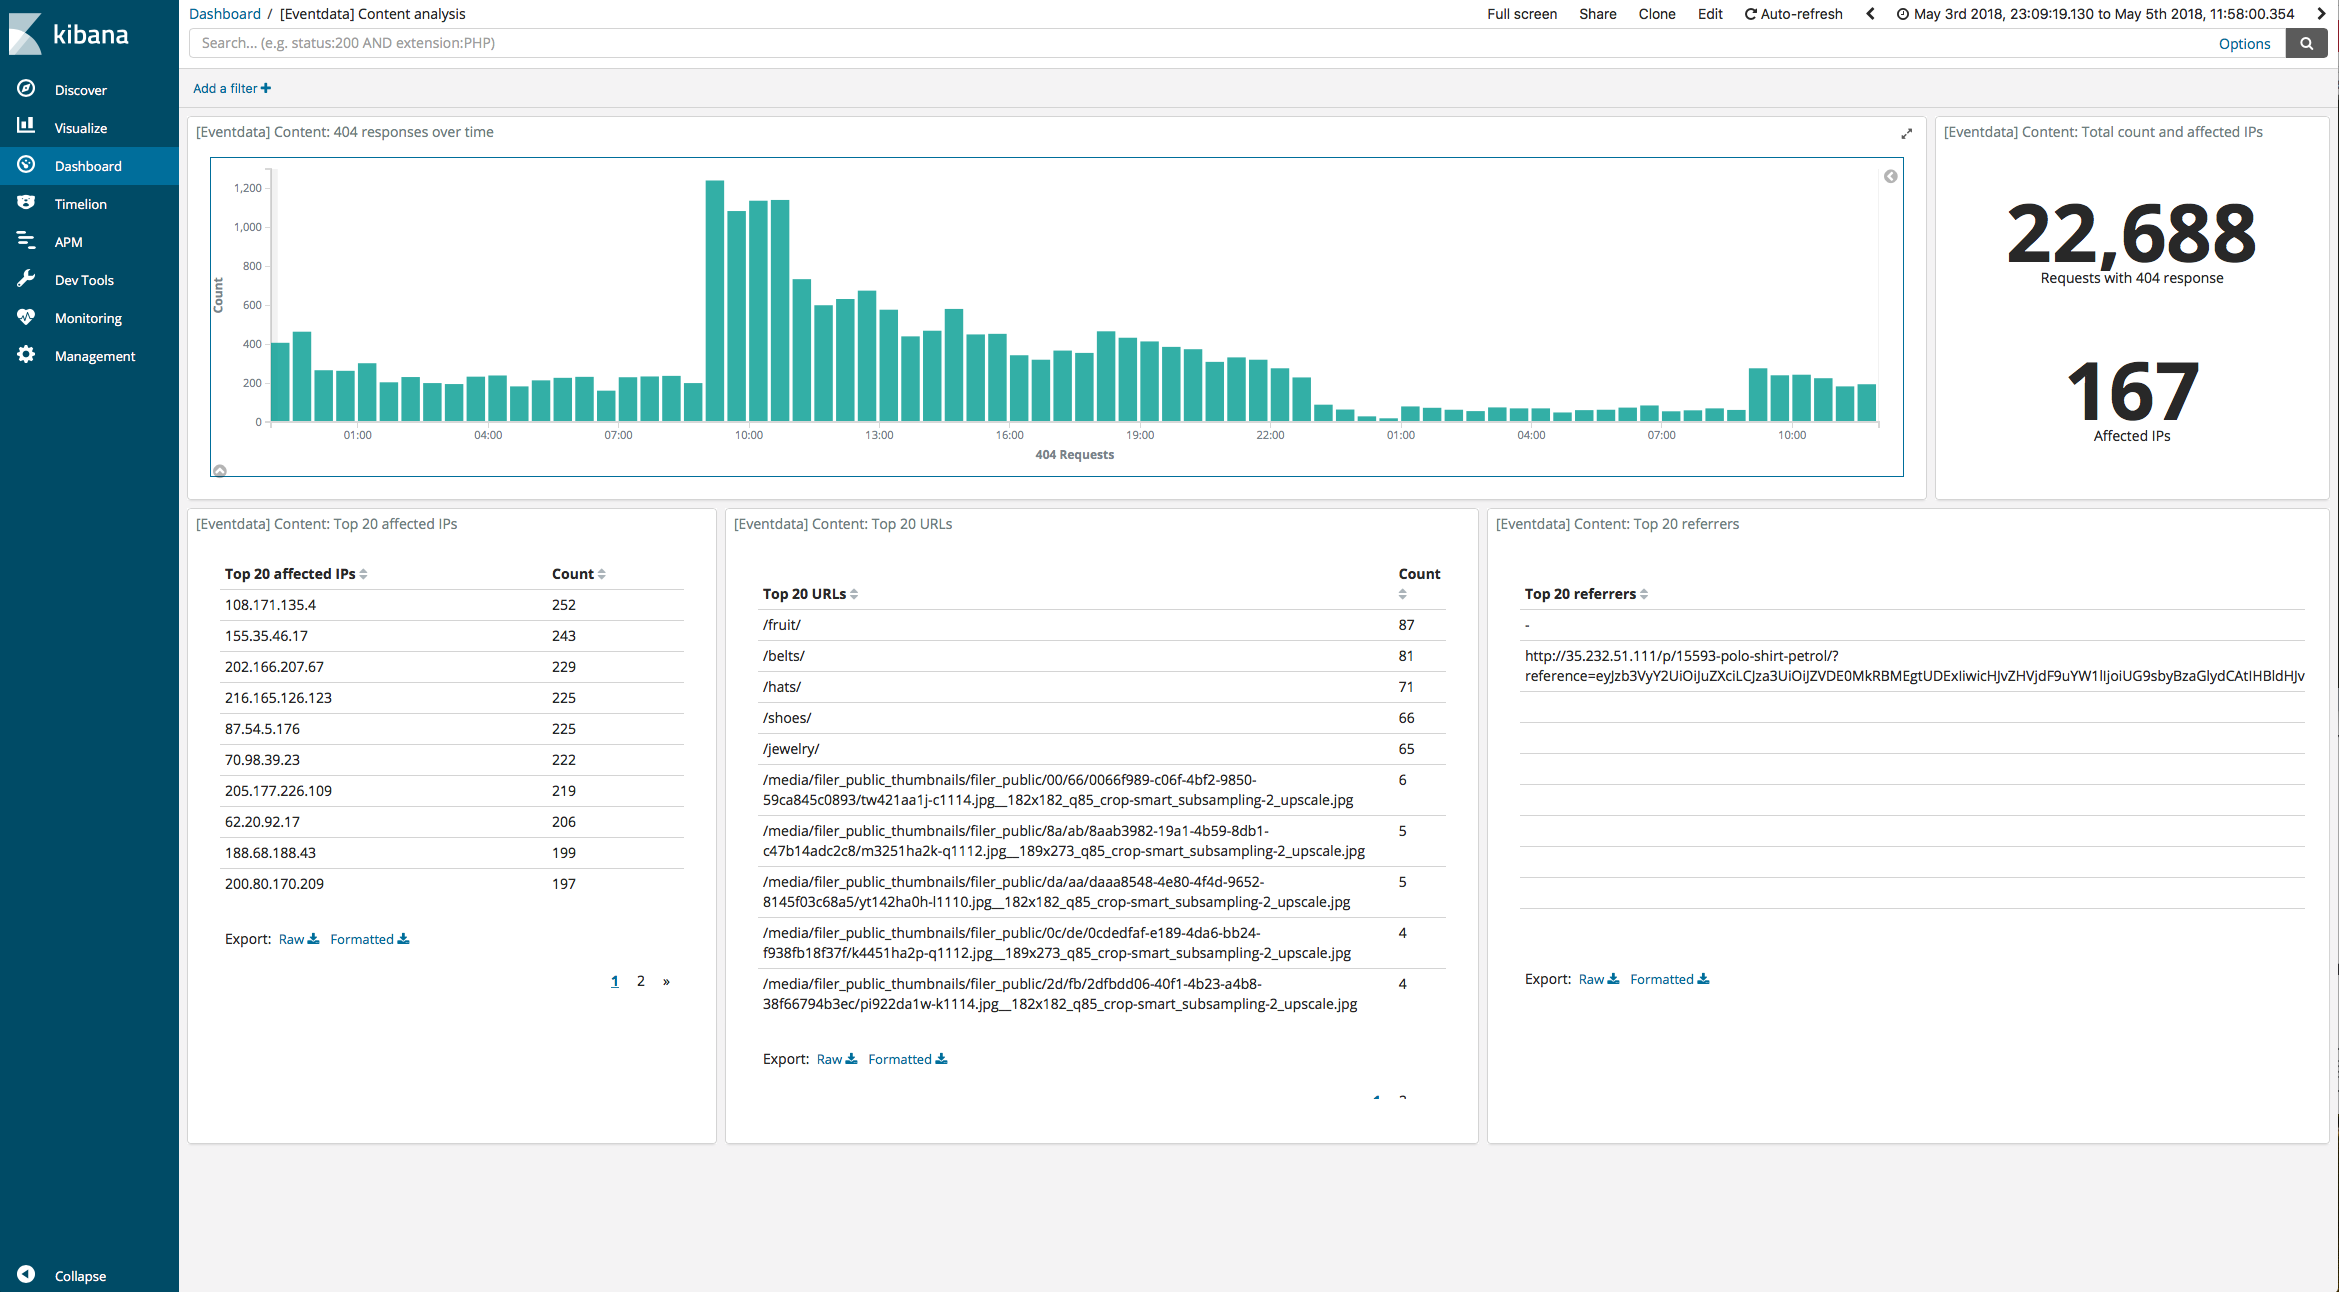 kibana
Discover
Visualize
Dashboard
Timelion
APM
Dev Tools
Monitoring
Management
Collapse
Dashboard / [Eventdata] Content analysis
Full screen Share Clone Edit Auto-refresh May 3rd 2018, 23:09:19.130 to May 5th 2018, 11:58:00.354
Search... (e.g. status:200 AND extension:PHP)
Options
Add a filter
[Eventdata] Content: 404 responses over time
Count
1,200
1,000
800
600
400
200
0
01:00 04:00 07:00 10:00 13:00 16:00 19:00 22:00 01:00 04:00 07:00 10:00
404 Requests
[Eventdata] Content: Total count and affected IPs
22,688
Requests with 404 response
167
Affected IPs
[Eventdata] Content: Top 20 affected IPs
Top 20 affected IPs Count
108.171.135.4 252
155.35.46.17 243
202.166.207.67 229
216.165.126.123 225
87.54.5.176 225
70.98.39.23 222
205.177.226.109 219
62.20.92.17 206
188.68.188.43 199
200.80.170.209 197
Export: Raw Formatted
1 2 »
[Eventdata] Content: Top 20 URLs
Count
Top 20 URLs
/fruit/ 87
/belts/ 81
/hats/ 71
/shoes/ 66
/jewelry/ 65
/media/filer_public_thumbnails/filer_public/00/66/0066f989-c06f-4bf2-9850- 6
59ca845c0893/tw421aa1j-c1114.jpg__182x182_q85_crop-smart_subsampling-2_upscale.jpg
/media/filer_public_thumbnails/filer_public/8a/ab/8aab3982-19a1-4b59-8db1- 5
c47b14adc2c8/m3251ha2k-q1112.jpg__189x273_q85_crop-smart_subsampling-2_upscale.jpg
/media/filer_public_thumbnails/filer_public/da/aa/daaa8548-4e80-4f4d-9652- 5
8145f03c68a5/yt142ha0h-l1110.jpg__182x182_q85_crop-smart_subsampling-2_upscale.jpg
/media/filer_public_thumbnails/filer_public/0c/de/0cdedfaf-e189-4da6-bb24- 4
f938fb18f37f/k4451ha2p-q1112.jpg__189x273_q85_crop-smart_subsampling-2_upscale.jpg
/media/filer_public_thumbnails/filer_public/2d/fb/2dfbdd06-40f1-4b23-a4b8- 4
38f66794b3ec/pi922da1w-k1114.jpg__182x182_q85_crop-smart_subsampling-2_upscale.jpg
Export: Raw Formatted
[Eventdata] Content: Top 20 referrers
Top 20 referrers
-
http://35.232.51.111/p/15593-polo-shirt-petrol/?
Export: Raw Formatted